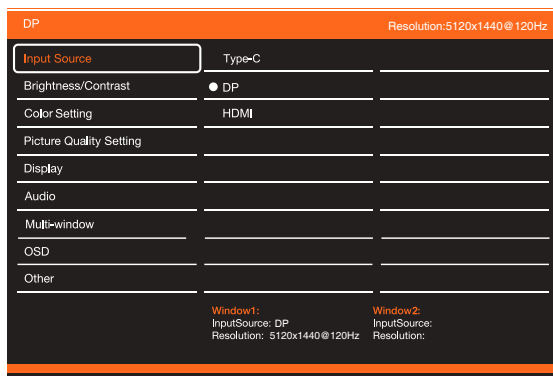 DP
Resolution:5120x1440@120Hz
Input Source
Type-C
Brightness/Contrast
DP
Color Setting
HDMI
Picture Quality Setting
Display
Audio
Multi-window
OSD
Other
Window1:
InputSource: DP
Resolution: 5120x1440@120Hz
Window2:
InputSource:
Resolution: